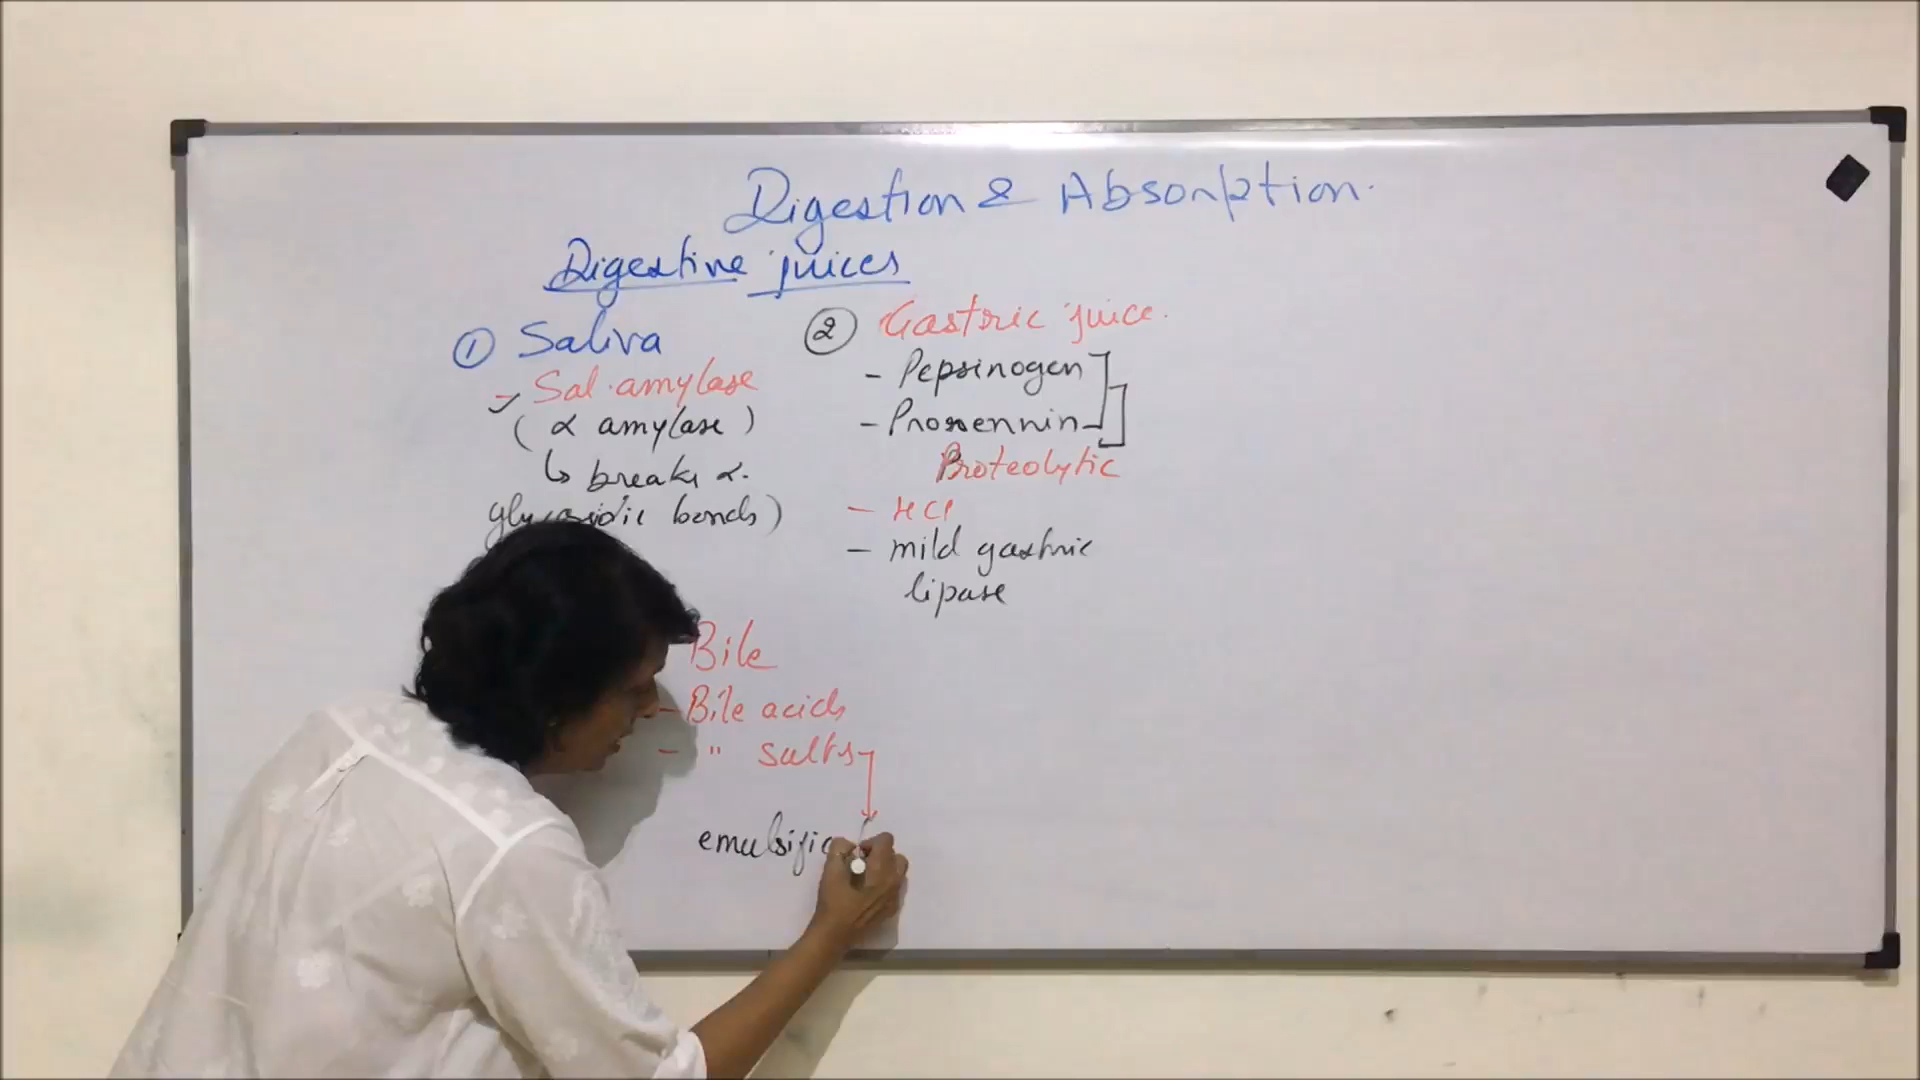 Digestion & Absorption.
Digestive juices
① Saliva
- Sal. amylase
(α amylase)
↳ breaks α.
glycosidic bonds)
② Gastric juice.
- Pepsinogen
- Prorennin
Proteolytic
- HCl
- mild gastric
lipase
Bile
- Bile acids
- " salts
emulsific